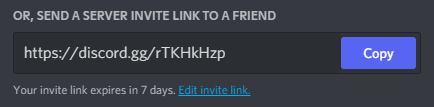 OR, SEND A SERVER INVITE LINK TO A FRIEND
https://discord.gg/rTKHkHzp
Copy
Your invite link expires in 7 days. Edit invite link.